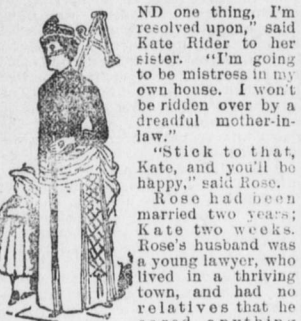 AND one thing, I'm
resolved upon," said
Kate Rider to her
sister. "I'm going
to be mistress in my
own house. I won't
be ridden over by a
dreadful mother-in-
law."
"Stick to that,
Kate, and you'll be
happy," said Rose.
Rose had been
married two years;
Kate two weeks.
Rose's husband was
a young lawyer, who
lived in a thriving
town, and had no
relatives that he